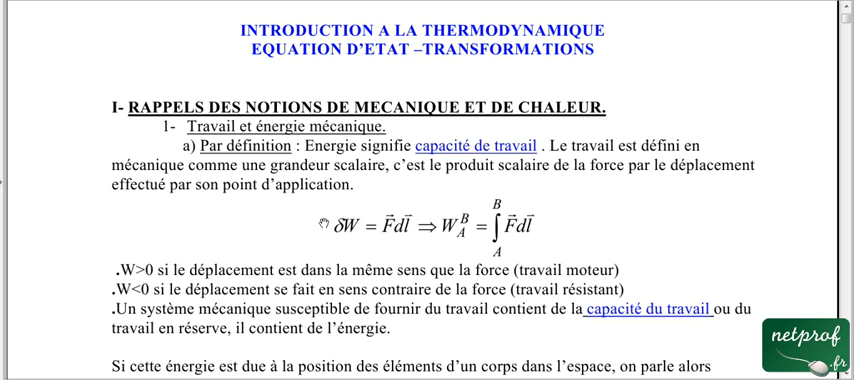 INTRODUCTION A LA THERMODYNAMIQUE
EQUATION D'ETAT –TRANSFORMATIONS
I- RAPPELS DES NOTIONS DE MECANIQUE ET DE CHALEUR.
1- Travail et énergie mécanique.
a) Par définition : Energie signifie capacité de travail . Le travail est défini en
mécanique comme une grandeur scalaire, c'est le produit scalaire de la force par le déplacement
effectué par son point d'application.
δW = F⃗dl⃗ ⇒ W_A^B = ∫_A^B F⃗dl⃗
.W>0 si le déplacement est dans la même sens que la force (travail moteur)
.W<0 si le déplacement se fait en sens contraire de la force (travail résistant)
.Un système mécanique susceptible de fournir du travail contient de la capacité du travail ou du
travail en réserve, il contient de l'énergie.
Si cette énergie est due à la position des éléments d'un corps dans l'espace, on parle alors
netprof
.fr